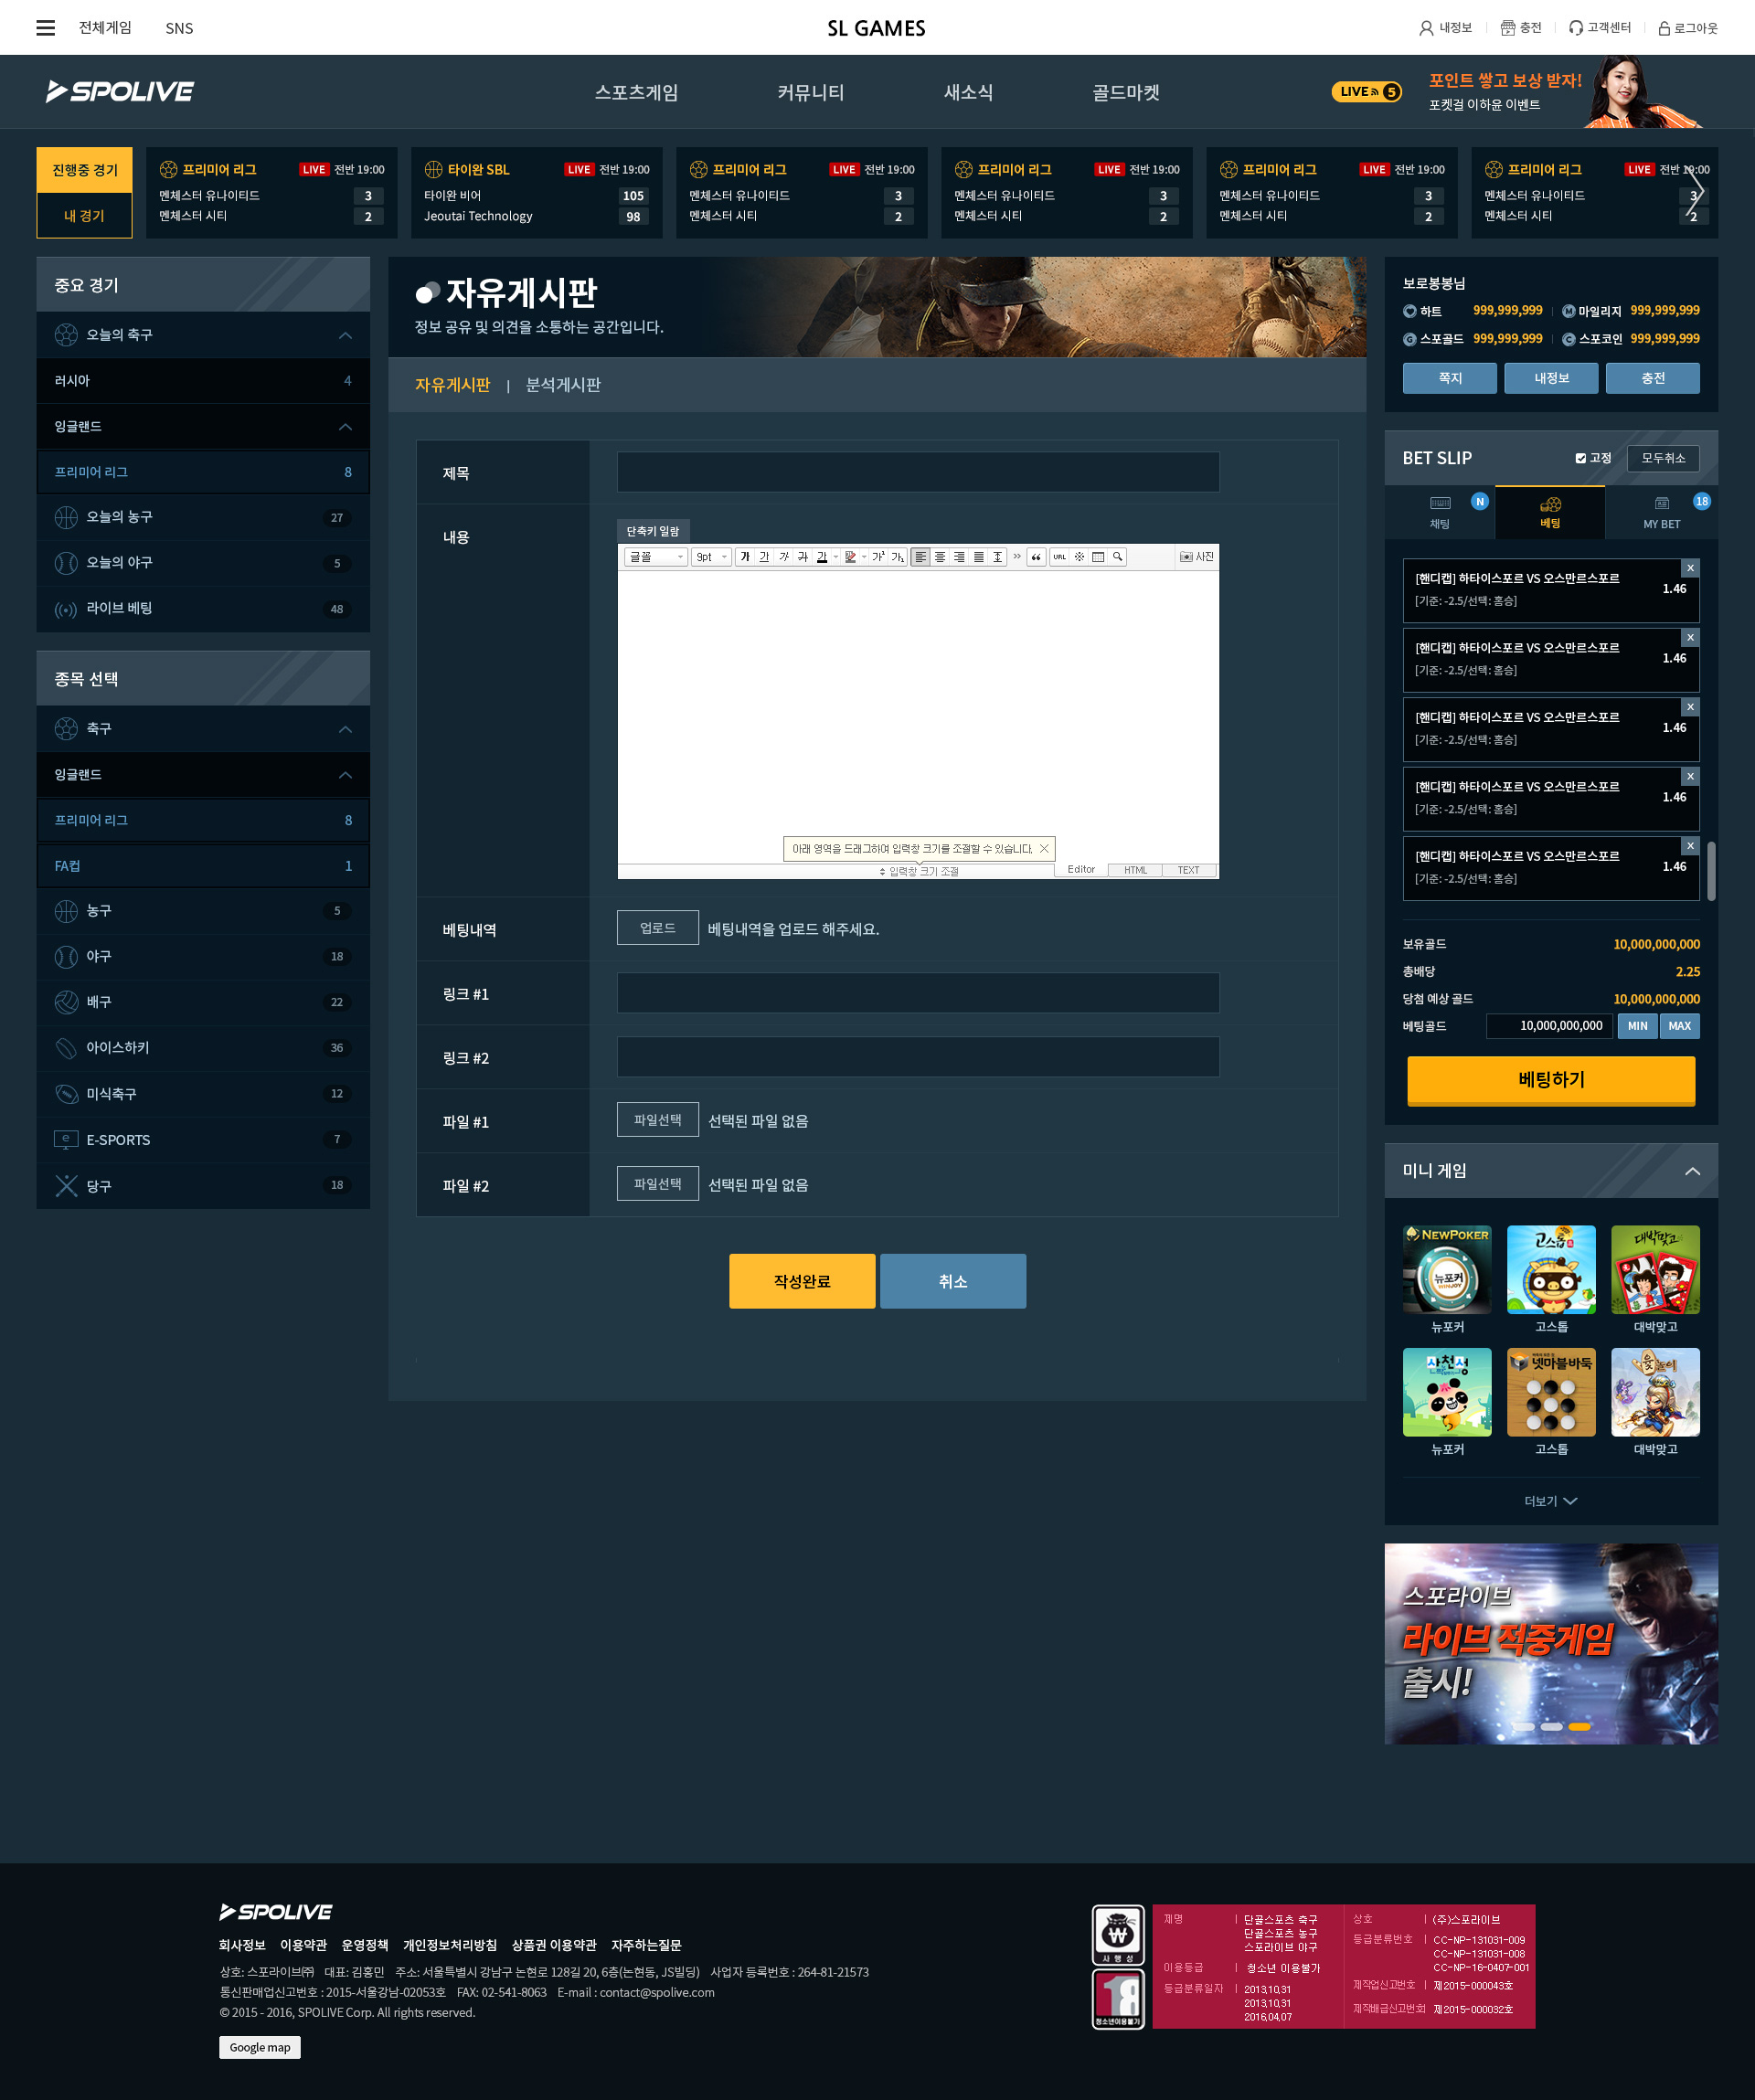 전체게임 SNS SL GAMES 내정보 충전 고객센터 로그아웃
SPOLIVE 스포츠게임 커뮤니티 새소식 골드마켓 LIVE 5 포인트 쌓고 보상 받자!
포켓걸 이하윤 이벤트
진행중 경기
내 경기
프리미어 리그 LIVE 전반 19:00
멘체스터 유나이티드 3
멘체스터 시티 2
타이완 SBL LIVE 전반 19:00
타이완 비어 105
Jeoutai Technology 98
프리미어 리그 LIVE 전반 19:00
멘체스터 유나이티드 3
멘체스터 시티 2
프리미어 리그 LIVE 전반 19:00
멘체스터 유나이티드 3
멘체스터 시티 2
프리미어 리그 LIVE 전반 19:00
멘체스터 유나이티드 3
멘체스터 시티 2
프리미어 리그 LIVE 전반 19:00
멘체스터 유나이티드 3
멘체스터 시티 2
중요 경기
오늘의 축구
러시아 4
잉글랜드
프리미어 리그 8
오늘의 농구 27
오늘의 야구 5
라이브 베팅 48
종목 선택
축구
잉글랜드
프리미어 리그 8
FA컵 1
농구 5
야구 18
배구 22
아이스하키 36
미식축구 12
E-SPORTS 7
당구 18
자유게시판
정보 공유 및 의견을 소통하는 공간입니다.
자유게시판 | 분석게시판
제목
내용
단축키 일람
글꼴 9pt 가 가 가 가 가 가 가 URL 사진
아래 영역을 드래그하여 입력창 크기를 조절할 수 있습니다.
입력창 크기 조절 Editor HTML TEXT
베팅내역 업로드 베팅내역을 업로드 해주세요.
링크 #1
링크 #2
파일 #1 파일선택 선택된 파일 없음
파일 #2 파일선택 선택된 파일 없음
작성완료 취소
보로봉봉님
하트 999,999,999 M 마일리지 999,999,999
G 스포골드 999,999,999 C 스포코인 999,999,999
쪽지 내정보 충전
BET SLIP 고정 모두취소
채팅 N 베팅 MY BET 18
[핸디캡] 하타이스포르 VS 오스만르스포르 x
1.46
[기준: -2.5/선택: 홈승]
[핸디캡] 하타이스포르 VS 오스만르스포르 x
1.46
[기준: -2.5/선택: 홈승]
[핸디캡] 하타이스포르 VS 오스만르스포르 x
1.46
[기준: -2.5/선택: 홈승]
[핸디캡] 하타이스포르 VS 오스만르스포르 x
1.46
[기준: -2.5/선택: 홈승]
[핸디캡] 하타이스포르 VS 오스만르스포르 x
1.46
[기준: -2.5/선택: 홈승]
보유골드 10,000,000,000
총배당 2.25
당첨 예상 골드 10,000,000,000
베팅골드 10,000,000,000 MIN MAX
베팅하기
미니 게임
NEWPOKER 뉴포커 고스톱 대박맞고
뉴포커 고스톱 대박맞고
사천성 넷마블바둑 윷놀이
뉴포커 고스톱 대박맞고
더보기
스포라이브
라이브 적중게임
출시!
SPOLIVE
회사정보 이용약관 운영정책 개인정보처리방침 상품권 이용약관 자주하는질문
상호: 스포라이브㈜ 대표: 김홍민 주소: 서울특별시 강남구 논현로 128길 20, 6층(논현동, JS빌딩) 사업자 등록번호 : 264-81-21573
통신판매업신고번호 : 2015-서울강남-02053호 FAX: 02-541-8063 E-mail : contact@spolive.com
© 2015 - 2016, SPOLIVE Corp. All rights reserved.
Google map
사행성
18
청소년이용불가
제명 | 단골스포츠 축구
단골스포츠 농구
스포라이브 야구
이용등급 | 청소년 이용불가
등급분류일자 | 2013,10,31
2013,10,31
2016,04,07
상호 | (주)스포라이브
등급분류번호 | CC-NP-131031-009
CC-NP-131031-008
CC-NP-16-0407-001
제작업신고번호 | 제2015-000043호
제작배급신고번호 | 제2015-000032호